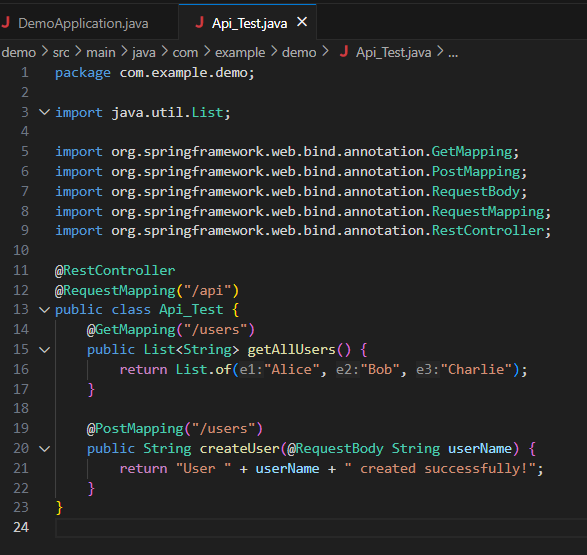 J DemoApplication.java
J Api_Test.java ×
demo > src > main > java > com > example > demo > J Api_Test.java > ...
1 package com.example.demo;
2
3 import java.util.List;
4
5 import org.springframework.web.bind.annotation.GetMapping;
6 import org.springframework.web.bind.annotation.PostMapping;
7 import org.springframework.web.bind.annotation.RequestBody;
8 import org.springframework.web.bind.annotation.RequestMapping;
9 import org.springframework.web.bind.annotation.RestController;
10
11 @RestController
12 @RequestMapping("/api")
13 public class Api_Test {
14     @GetMapping("/users")
15     public List<String> getAllUsers() {
16         return List.of(e1:"Alice", e2:"Bob", e3:"Charlie");
17     }
18
19     @PostMapping("/users")
20     public String createUser(@RequestBody String userName) {
21         return "User " + userName + " created successfully!";
22     }
23 }
24